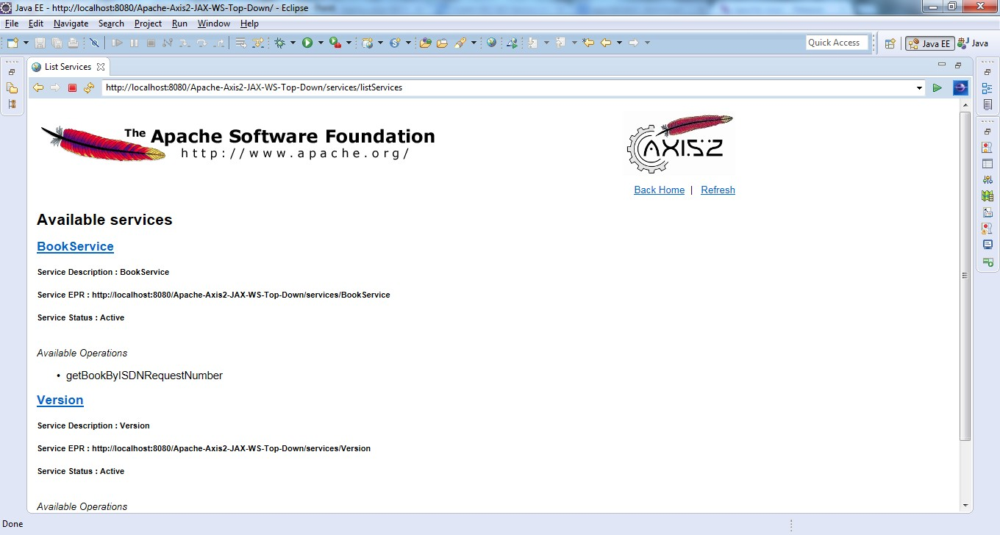 Java EE - http://localhost:8080/Apache-Axis2-JAX-WS-Top-Down/ - Eclipse
File Edit Navigate Search Project Run Window Help
Quick Access Java EE Java
List Services
http://localhost:8080/Apache-Axis2-JAX-WS-Top-Down/services/listServices
The Apache Software Foundation
http://www.apache.org/
AXIS2
Back Home | Refresh
Available services
BookService
Service Description : BookService
Service EPR : http://localhost:8080/Apache-Axis2-JAX-WS-Top-Down/services/BookService
Service Status : Active
Available Operations
• getBookByISDNRequestNumber
Version
Service Description : Version
Service EPR : http://localhost:8080/Apache-Axis2-JAX-WS-Top-Down/services/Version
Service Status : Active
Available Operations
Done